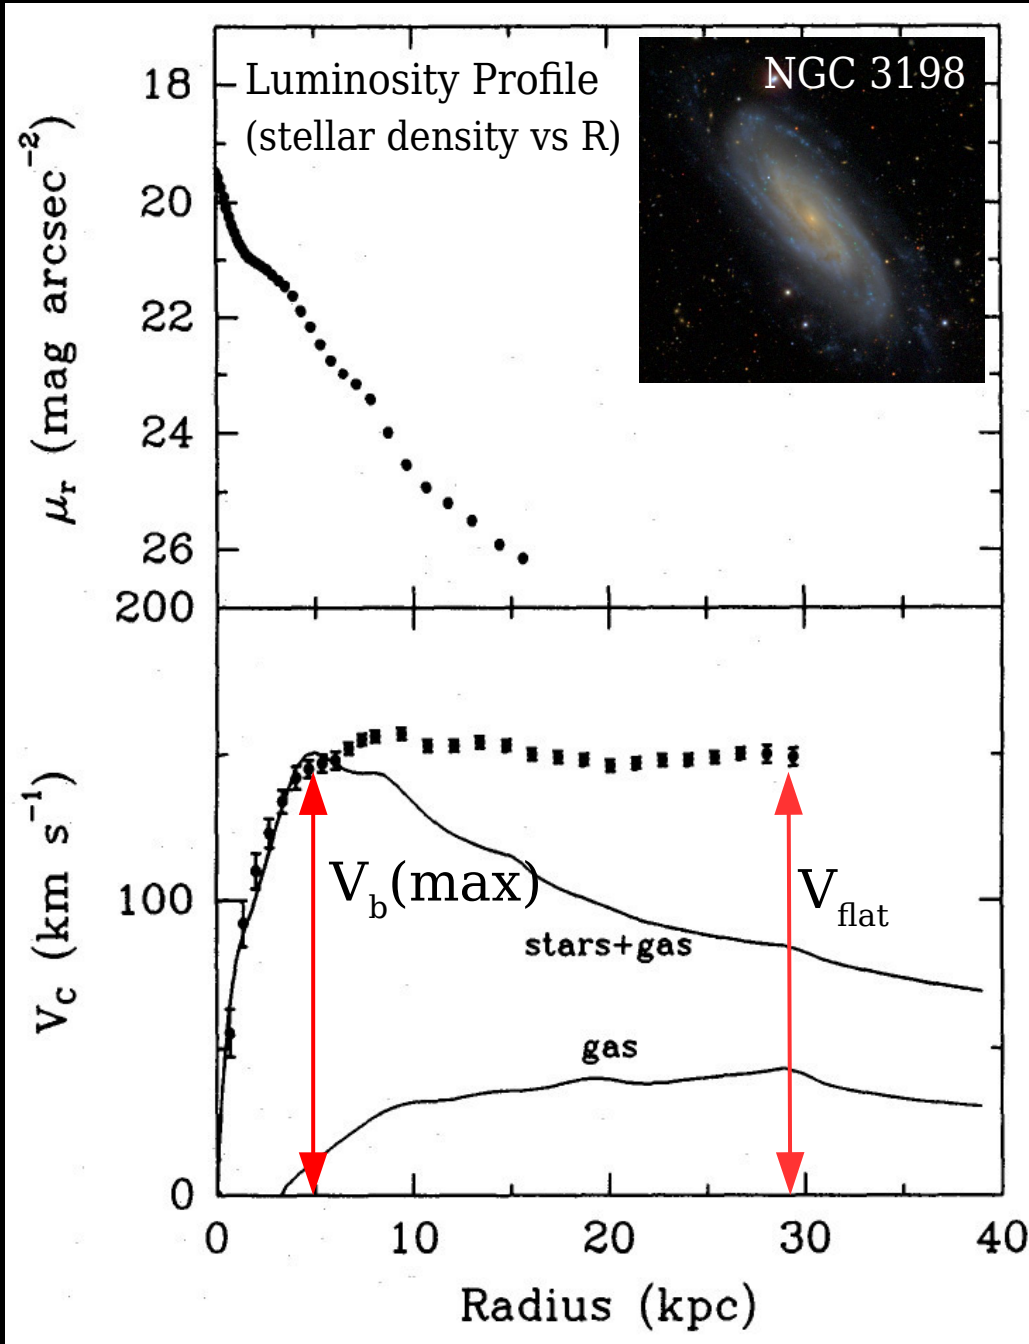 Luminosity Profile
(stellar density vs R)
NGC 3198
μr (mag arcsec−2)
18
20
22
24
26
200
100
0
Vc (km s−1)
Vb(max)
Vflat
stars+gas
gas
0 10 20 30 40
Radius (kpc)